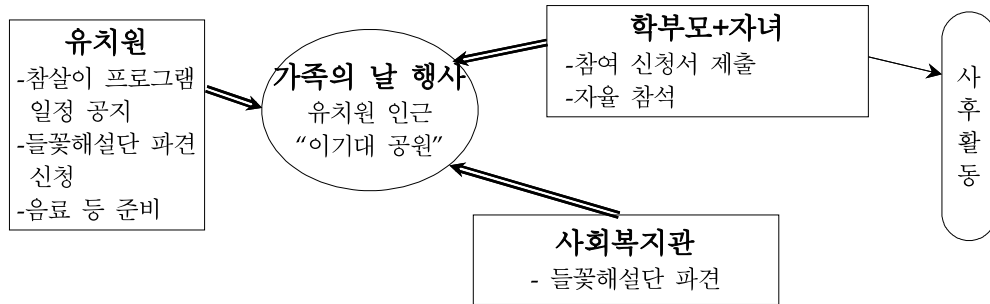 유치원
-참살이 프로그램
일정 공지
-들꽃해설단 파견
신청
-음료 등 준비
가족의 날 행사
유치원 인근
“이기대 공원”
학부모+자녀
-참여 신청서 제출
-자율 참석
사회복지관
- 들꽃해설단 파견
사
후
활
동